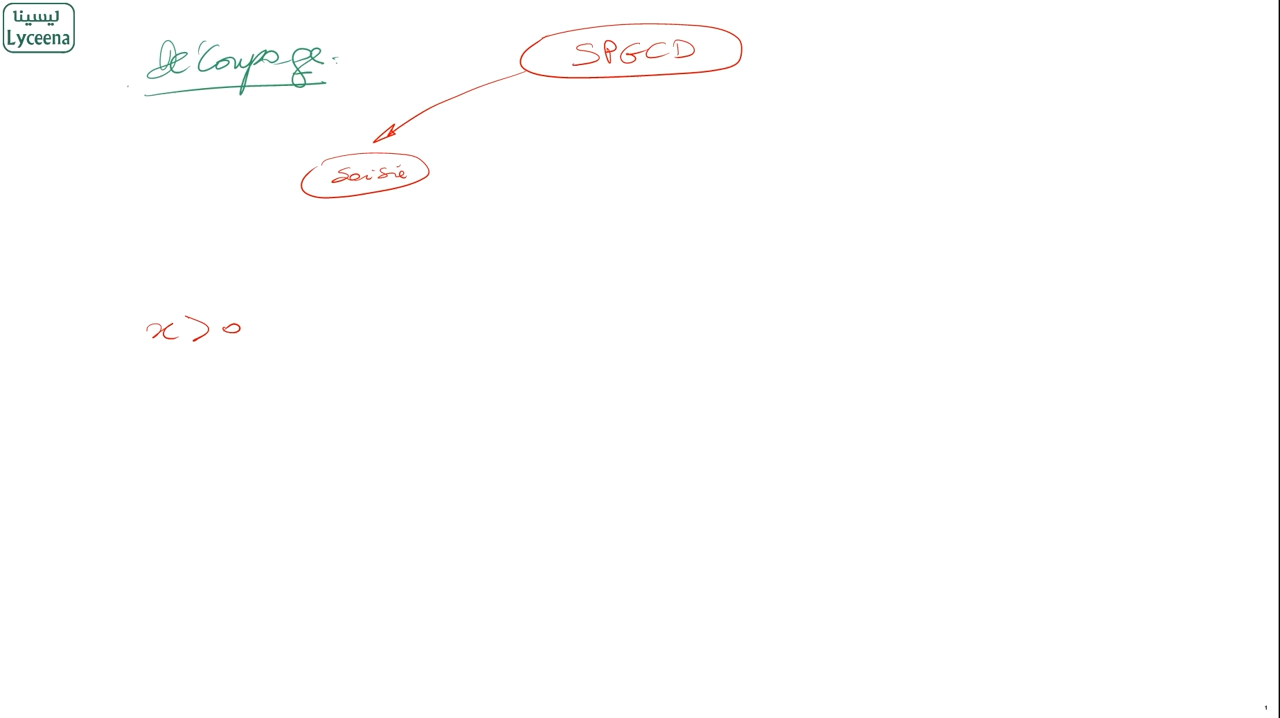 ليسينا
Lyceena
Découpage.
SPGCD
Saisie
x > 0